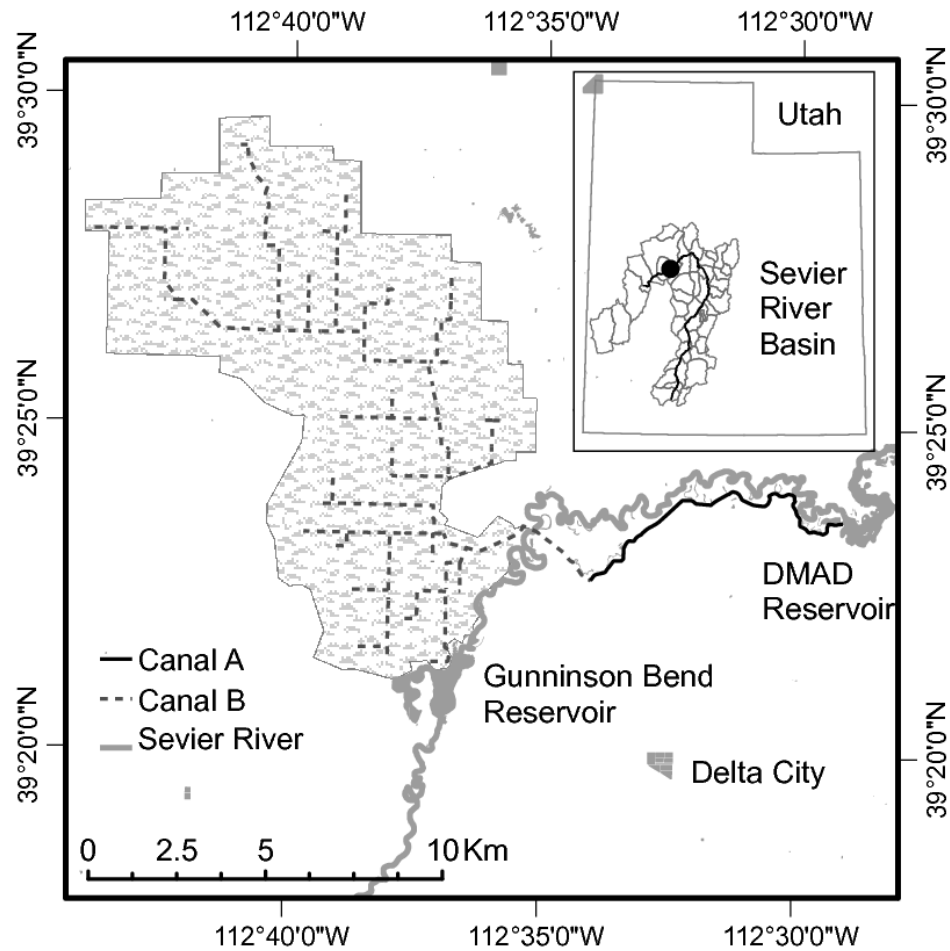 112°40'0"W
112°35'0"W
112°30'0"W
39°30'0"N
39°30'0"N
Utah
Sevier
River
Basin
39°25'0"N
39°25'0"N
DMAD
Reservoir
Canal A
Canal B
Sevier River
Gunninson Bend
Reservoir
Delta City
39°20'0"N
39°20'0"N
0 2.5 5 10 Km
112°40'0"W
112°35'0"W
112°30'0"W